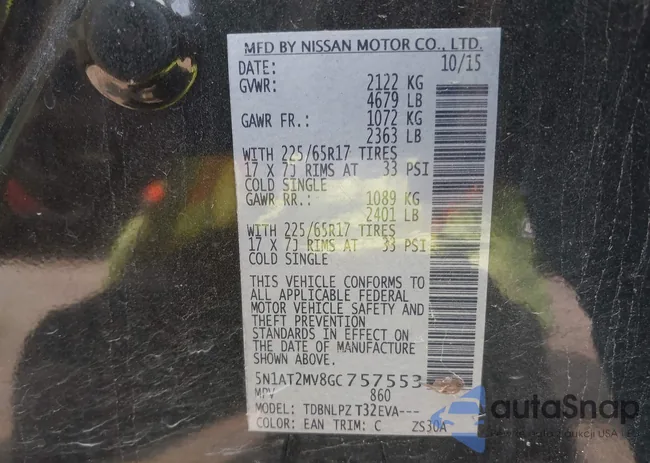 MFD BY NISSAN MOTOR CO., LTD.
DATE: 10/15
GVWR: 2122 KG
4679 LB
GAWR FR.: 1072 KG
2363 LB
WITH 225/65R17 TIRES
17 X 7J RIMS AT 33 PSI
COLD SINGLE
GAWR RR.: 1089 KG
2401 LB
WITH 225/65R17 TIRES
17 X 7J RIMS AT 33 PSI
COLD SINGLE
THIS VEHICLE CONFORMS TO
ALL APPLICABLE FEDERAL
MOTOR VEHICLE SAFETY AND
THEFT PREVENTION
STANDARDS IN EFFECT ON
THE DATE OF MANUFACTURE
SHOWN ABOVE.
5N1AT2MV8GC757553
MPV 860
MODEL: TDBNLPZ T32EVA---
COLOR: EAN TRIM: C ZS30A
autoSnap